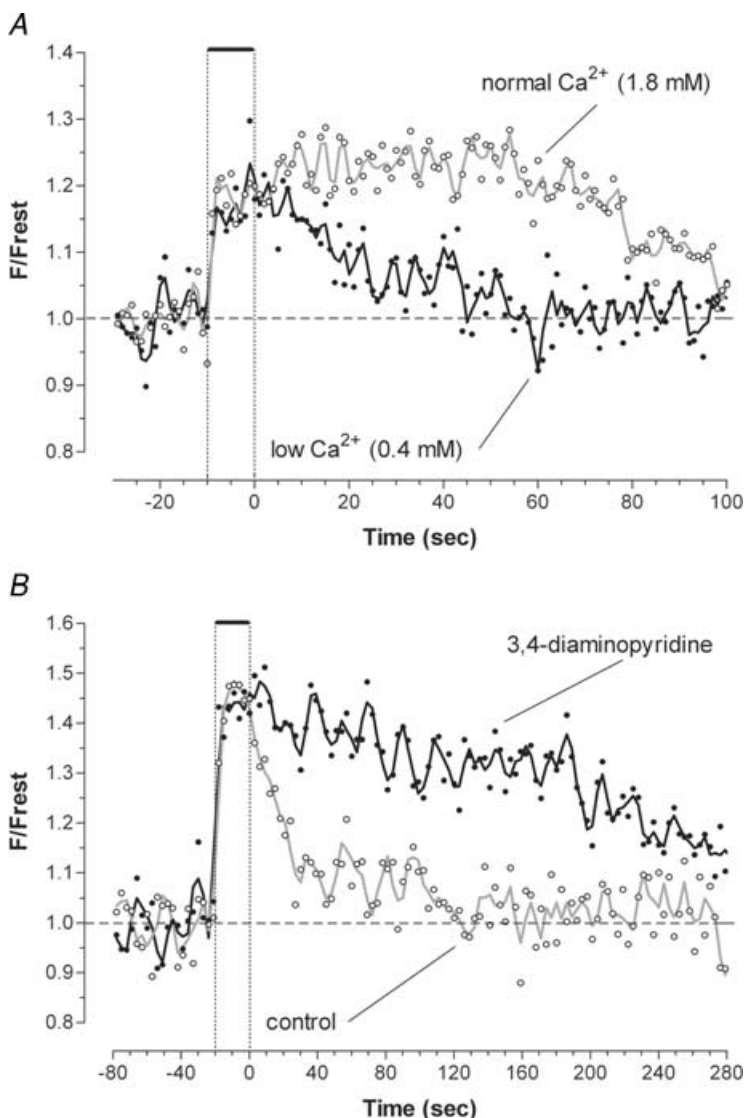 A
1.4
1.3
1.2
1.1
1.0
0.9
0.8
F/Frest
normal Ca²⁺ (1.8 mM)
low Ca²⁺ (0.4 mM)
-20 0 20 40 60 80 100
Time (sec)
B
1.6
1.5
1.4
1.3
1.2
1.1
1.0
0.9
0.8
F/Frest
3,4-diaminopyridine
control
-80 -40 0 40 80 120 160 200 240 280
Time (sec)